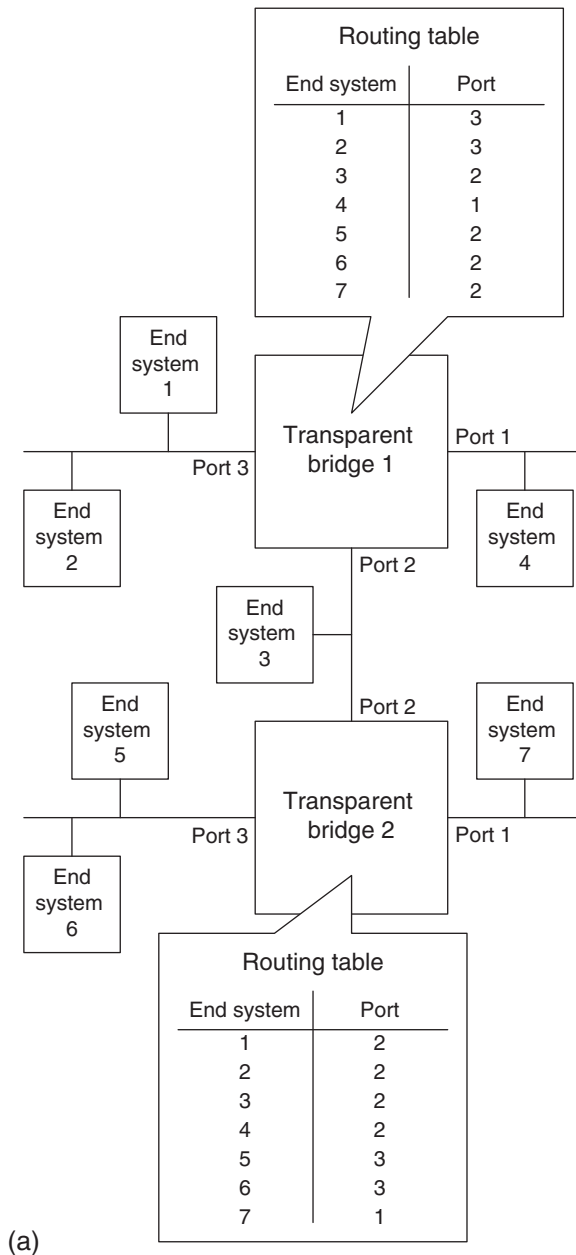 Routing table
End system Port
1 3
2 3
3 2
4 1
5 2
6 2
7 2
End
system
1
Transparent
bridge 1
Port 1
Port 3
End
system
2
End
system
4
Port 2
End
system
3
Port 2
End
system
5
End
system
7
Transparent
bridge 2
Port 3
Port 1
End
system
6
Routing table
End system Port
1 2
2 2
3 2
4 2
5 3
6 3
7 1
(a)